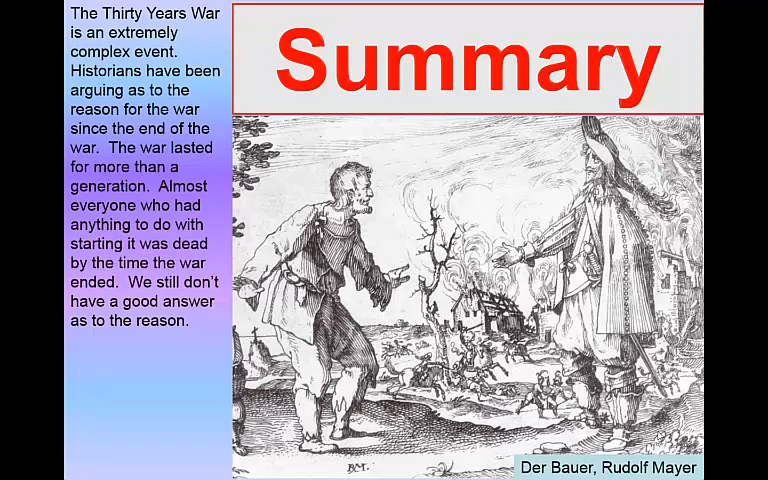 The Thirty Years War
is an extremely
complex event.
Historians have been
arguing as to the
reason for the war
since the end of the
war.  The war lasted
for more than a
generation.  Almost
everyone who had
anything to do with
starting it was dead
by the time the war
ended.  We still don't
have a good answer
as to the reason.
Summary
RM.
Der Bauer, Rudolf Mayer